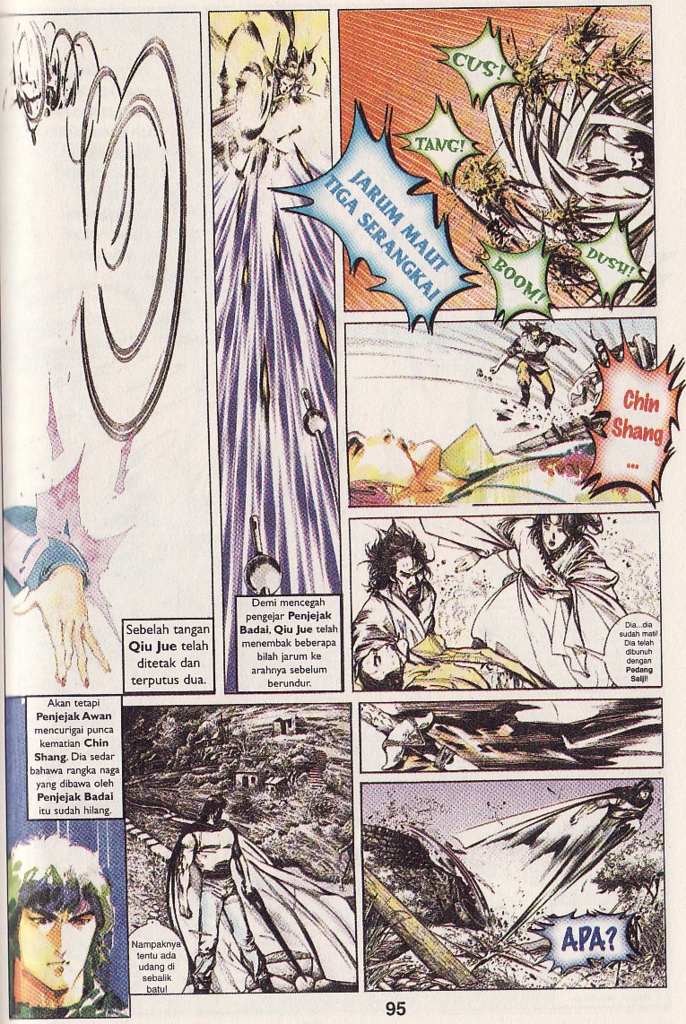 Sebelah tangan
Qiu Jue telah
ditetak dan
terputus dua.
Demi mencegah
pengejar Penjejak
Badai, Qiu Jue telah
menembak beberapa
bilah jarum ke
arahnya sebelum
berundur.
CUS!
TANG!
JARUM MAUT
TIGA SERANGKAI
BOOM!
DUSH!
Chin
Shang
...
Dia...dia
sudah mati!
Dia telah
dibunuh
dengan
Pedang
Salji!
Akan tetapi
Penjejak Awan
mencurigai punca
kematian Chin
Shang. Dia sedar
bahawa rangka naga
yang dibawa oleh
Penjejak Badai
itu sudah hilang.
Nampaknya
tentu ada
udang di
sebalik
batu!
APA?
95